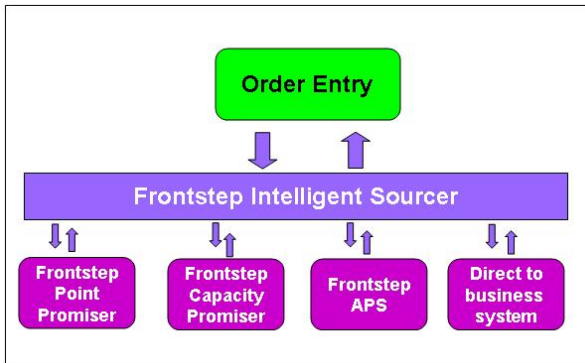 Order Entry
Frontstep Intelligent Sourcer
Frontstep
Point
Promiser
Frontstep
Capacity
Promiser
Frontstep
APS
Direct to
business
system